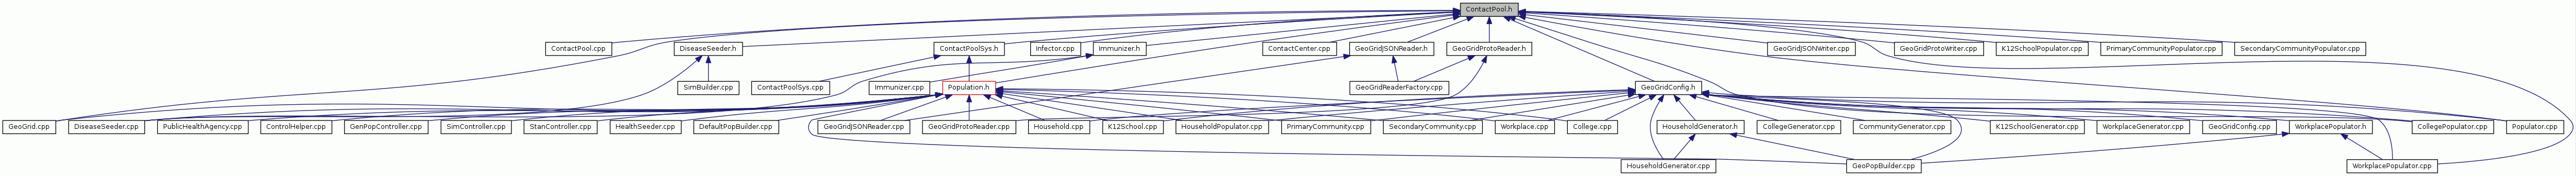 ContactPool.h
ContactPool.cpp
DiseaseSeeder.h
ContactPoolSys.h
Infector.cpp
Immunizer.h
ContactCenter.cpp
GeoGridJSONReader.h
GeoGridProtoReader.h
GeoGridJSONWriter.cpp
GeoGridProtoWriter.cpp
K12SchoolPopulator.cpp
PrimaryCommunityPopulator.cpp
SecondaryCommunityPopulator.cpp
SimBuilder.cpp
ContactPoolSys.cpp
Immunizer.cpp
Population.h
GeoGridReaderFactory.cpp
GeoGridConfig.h
GeoGrid.cpp
DiseaseSeeder.cpp
PublicHealthAgency.cpp
ControlHelper.cpp
GenPopController.cpp
SimController.cpp
StanController.cpp
HealthSeeder.cpp
DefaultPopBuilder.cpp
GeoGridJSONReader.cpp
GeoGridProtoReader.cpp
Household.cpp
K12School.cpp
HouseholdPopulator.cpp
PrimaryCommunity.cpp
SecondaryCommunity.cpp
Workplace.cpp
College.cpp
HouseholdGenerator.h
CollegeGenerator.cpp
CommunityGenerator.cpp
K12SchoolGenerator.cpp
WorkplaceGenerator.cpp
GeoGridConfig.cpp
WorkplacePopulator.h
CollegePopulator.cpp
Populator.cpp
HouseholdGenerator.cpp
GeoPopBuilder.cpp
WorkplacePopulator.cpp